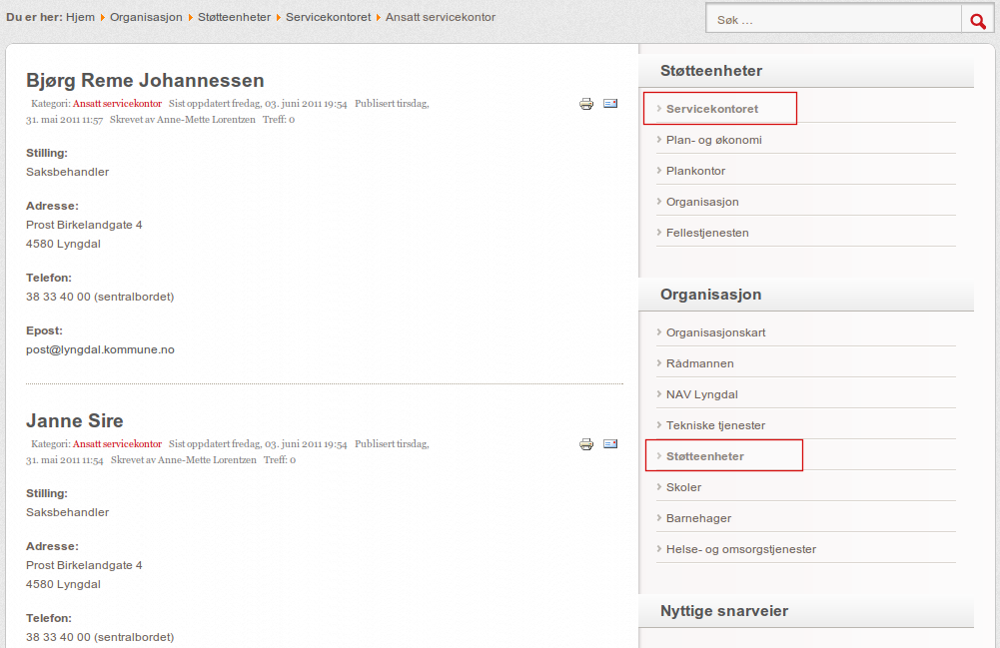 Du er her: Hjem Organisasjon Støtteenheter Servicekontoret Ansatt servicekontor
Søk ...
Bjørg Reme Johannessen
Kategori: Ansatt servicekontor Sist oppdatert fredag, 03. juni 2011 19:54 Publisert tirsdag,
31. mai 2011 11:57 Skrevet av Anne-Mette Lorentzen Treff: 0
Stilling:
Saksbehandler
Adresse:
Prost Birkelandgate 4
4580 Lyngdal
Telefon:
38 33 40 00 (sentralbordet)
Epost:
post@lyngdal.kommune.no
Janne Sire
Kategori: Ansatt servicekontor Sist oppdatert fredag, 03. juni 2011 19:54 Publisert tirsdag,
31. mai 2011 11:54 Skrevet av Anne-Mette Lorentzen Treff: 0
Stilling:
Saksbehandler
Adresse:
Prost Birkelandgate 4
4580 Lyngdal
Telefon:
38 33 40 00 (sentralbordet)
Støtteenheter
Servicekontoret
Plan- og økonomi
Plankontor
Organisasjon
Fellestjenesten
Organisasjon
Organisasjonskart
Rådmannen
NAV Lyngdal
Tekniske tjenester
Støtteenheter
Skoler
Barnehager
Helse- og omsorgstjenester
Nyttige snarveier